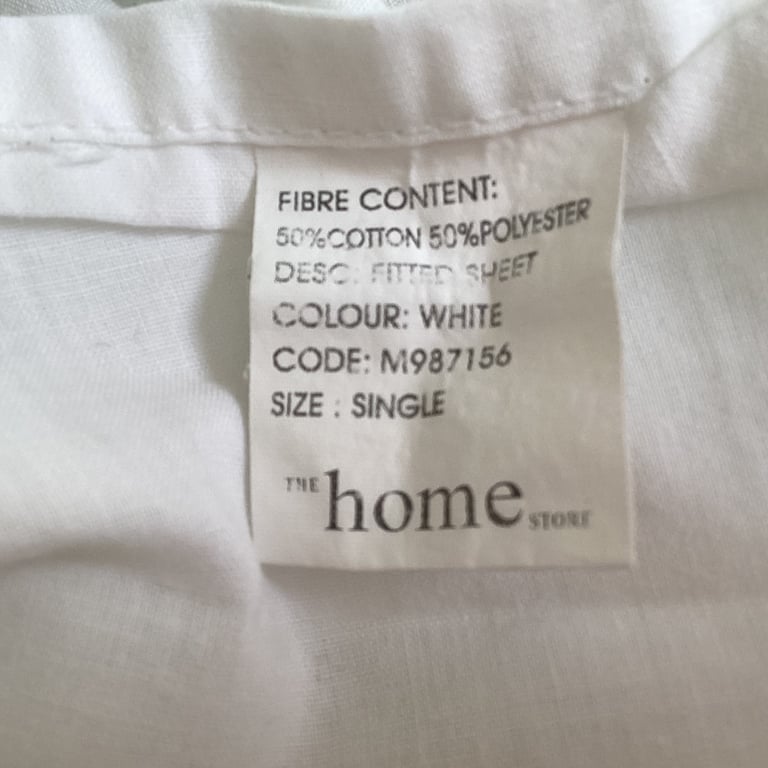 FIBRE CONTENT:
50%COTTON 50%POLYESTER
DESC: FITTED SHEET
COLOUR: WHITE
CODE: M987156
SIZE : SINGLE
THE home STORE